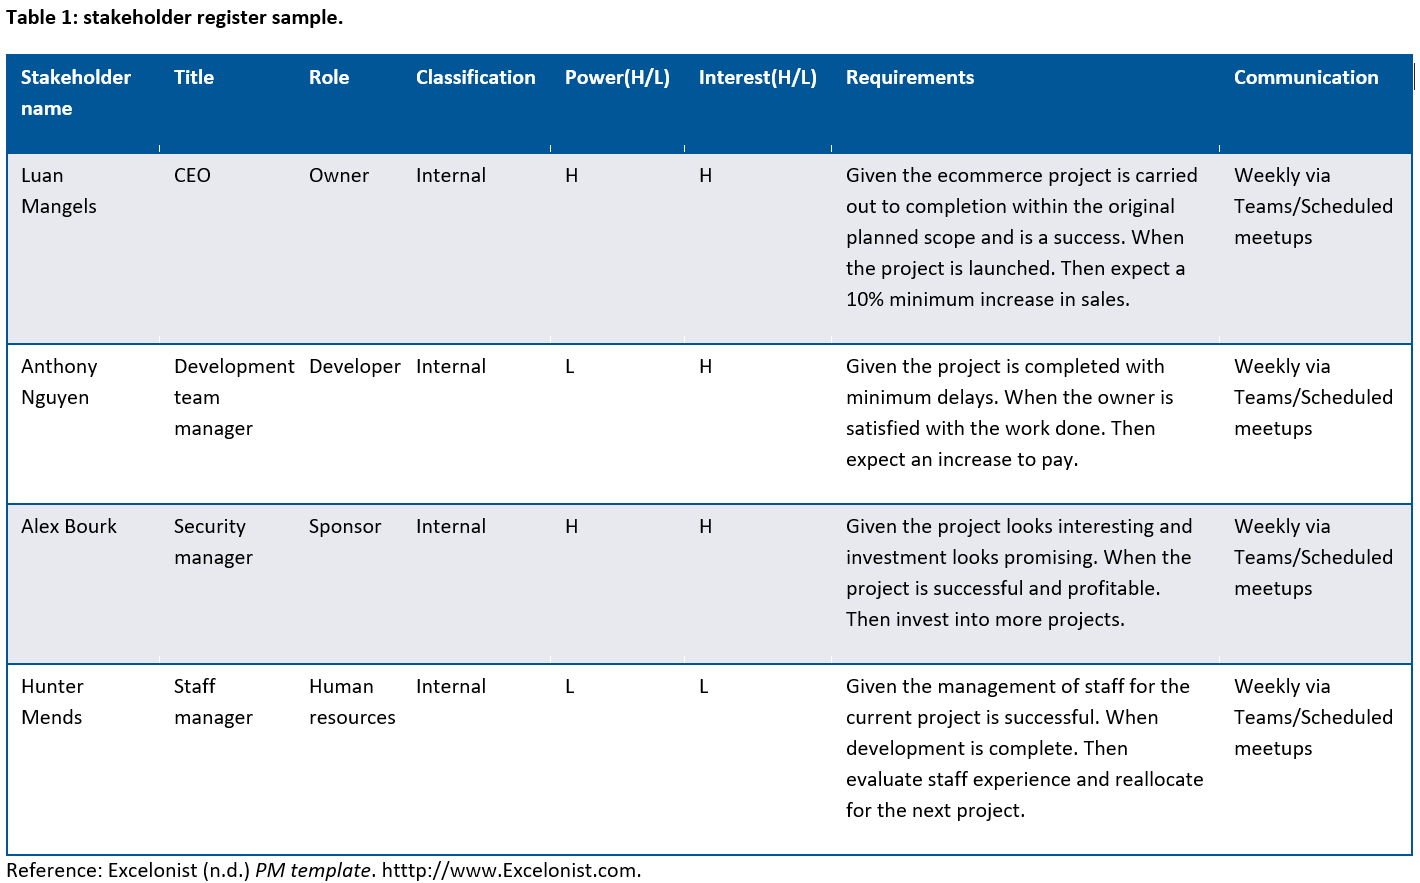 Table 1: stakeholder register sample.
Stakeholder name Title Role Classification Power(H/L) Interest(H/L) Requirements Communication
Luan Mangels CEO Owner Internal H H Given the ecommerce project is carried out to completion within the original planned scope and is a success. When the project is launched. Then expect a 10% minimum increase in sales. Weekly via Teams/Scheduled meetups
Anthony Nguyen Development team manager Developer Internal L H Given the project is completed with minimum delays. When the owner is satisfied with the work done. Then expect an increase to pay. Weekly via Teams/Scheduled meetups
Alex Bourk Security manager Sponsor Internal H H Given the project looks interesting and investment looks promising. When the project is successful and profitable. Then invest into more projects. Weekly via Teams/Scheduled meetups
Hunter Mends Staff manager Human resources Internal L L Given the management of staff for the current project is successful. When development is complete. Then evaluate staff experience and reallocate for the next project. Weekly via Teams/Scheduled meetups
Reference: Excelonist (n.d.) PM template. htttp://www.Excelonist.com.